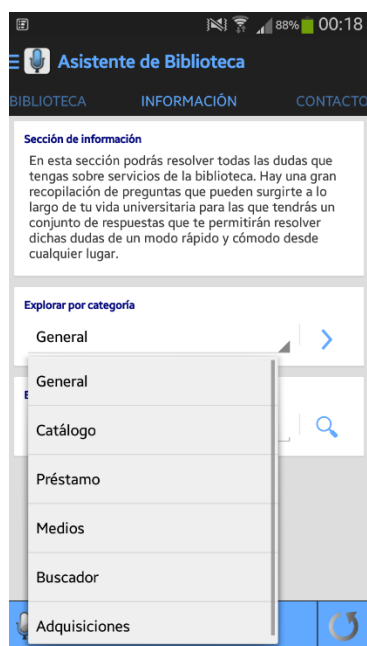 88% 00:18
Asistente de Biblioteca
BIBLIOTECA INFORMACIÓN CONTACTO
Sección de información
En esta sección podrás resolver todas las dudas que
tengas sobre servicios de la biblioteca. Hay una gran
recopilación de preguntas que pueden surgirte a lo
largo de tu vida universitaria para las que tendrás un
conjunto de respuestas que te permitirán resolver
dichas dudas de un modo rápido y cómodo desde
cualquier lugar.
Explorar por categoría
General
General
Catálogo
Préstamo
Medios
Buscador
Adquisiciones